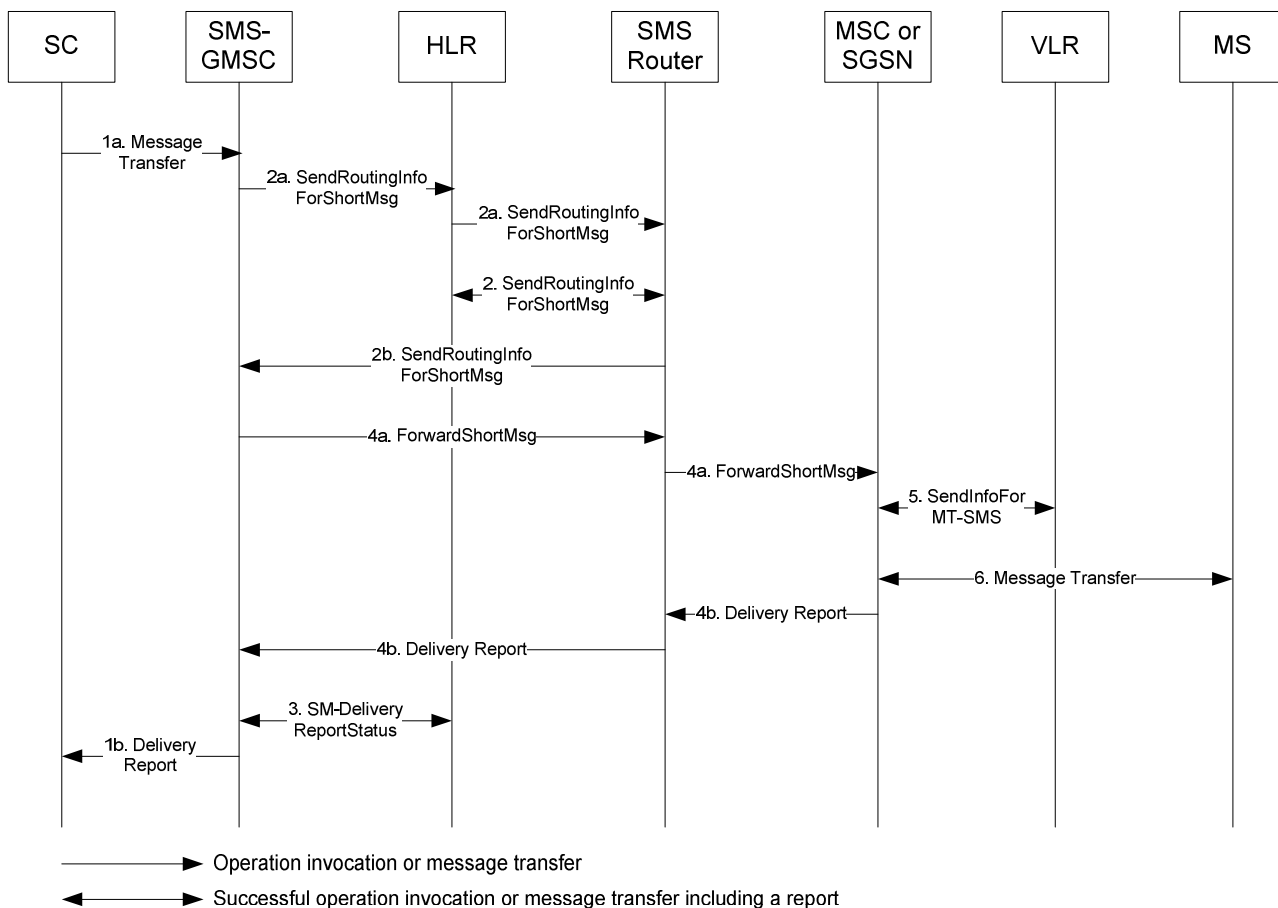 SC
SMS-
GMSC
HLR
SMS
Router
MSC or
SGSN
VLR
MS
1a. Message
Transfer
2a. SendRoutingInfo
ForShortMsg
2a. SendRoutingInfo
ForShortMsg
2. SendRoutingInfo
ForShortMsg
2b. SendRoutingInfo
ForShortMsg
4a. ForwardShortMsg
4a. ForwardShortMsg
5. SendInfoFor
MT-SMS
6. Message Transfer
4b. Delivery Report
4b. Delivery Report
3. SM-Delivery
ReportStatus
1b. Delivery
Report
Operation invocation or message transfer
Successful operation invocation or message transfer including a report